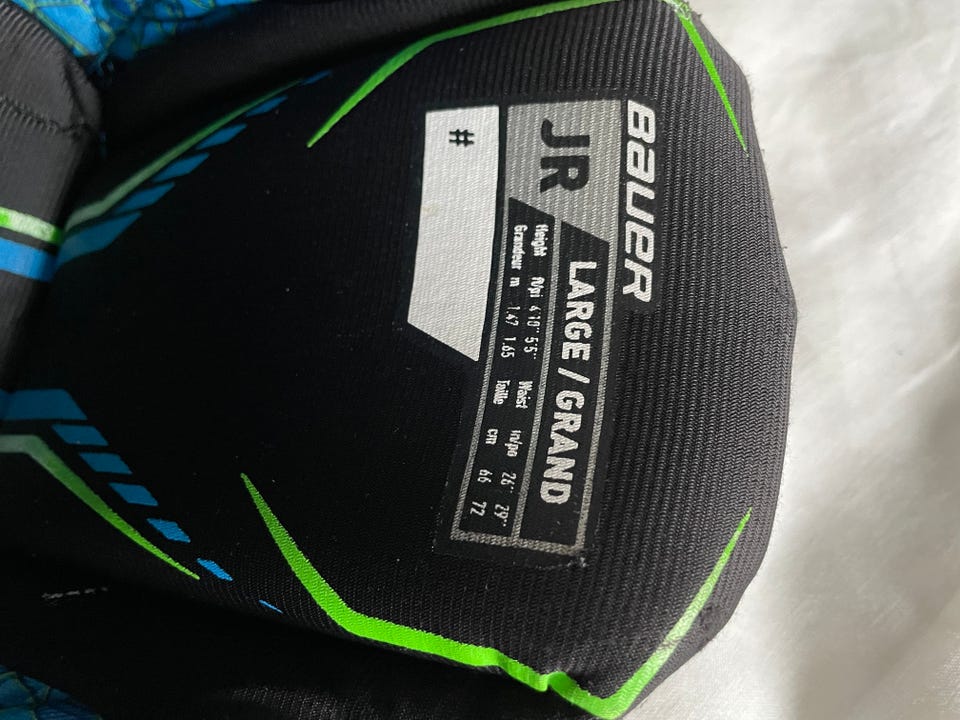 BAUER
JR LARGE / GRAND
Height ft/pi 4'10" 5'5" Waist in/po 26" 29"
Grandeur m 1.47 1.65 Taille cm 66 72
#